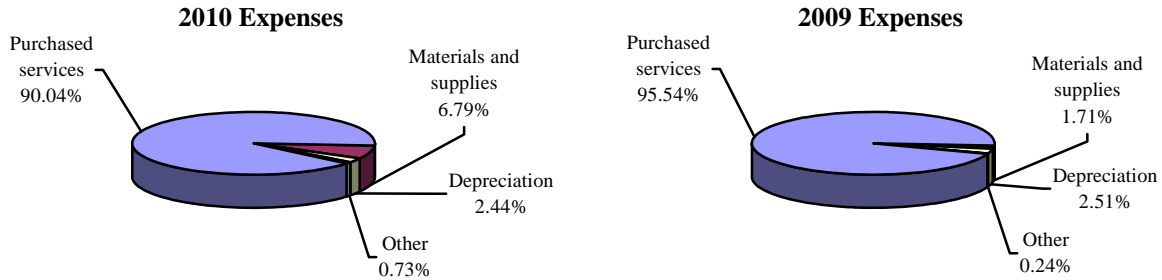 2010 Expenses
Purchased
services
90.04%
Materials and
supplies
6.79%
Depreciation
2.44%
Other
0.73%
2009 Expenses
Purchased
services
95.54%
Materials and
supplies
1.71%
Depreciation
2.51%
Other
0.24%